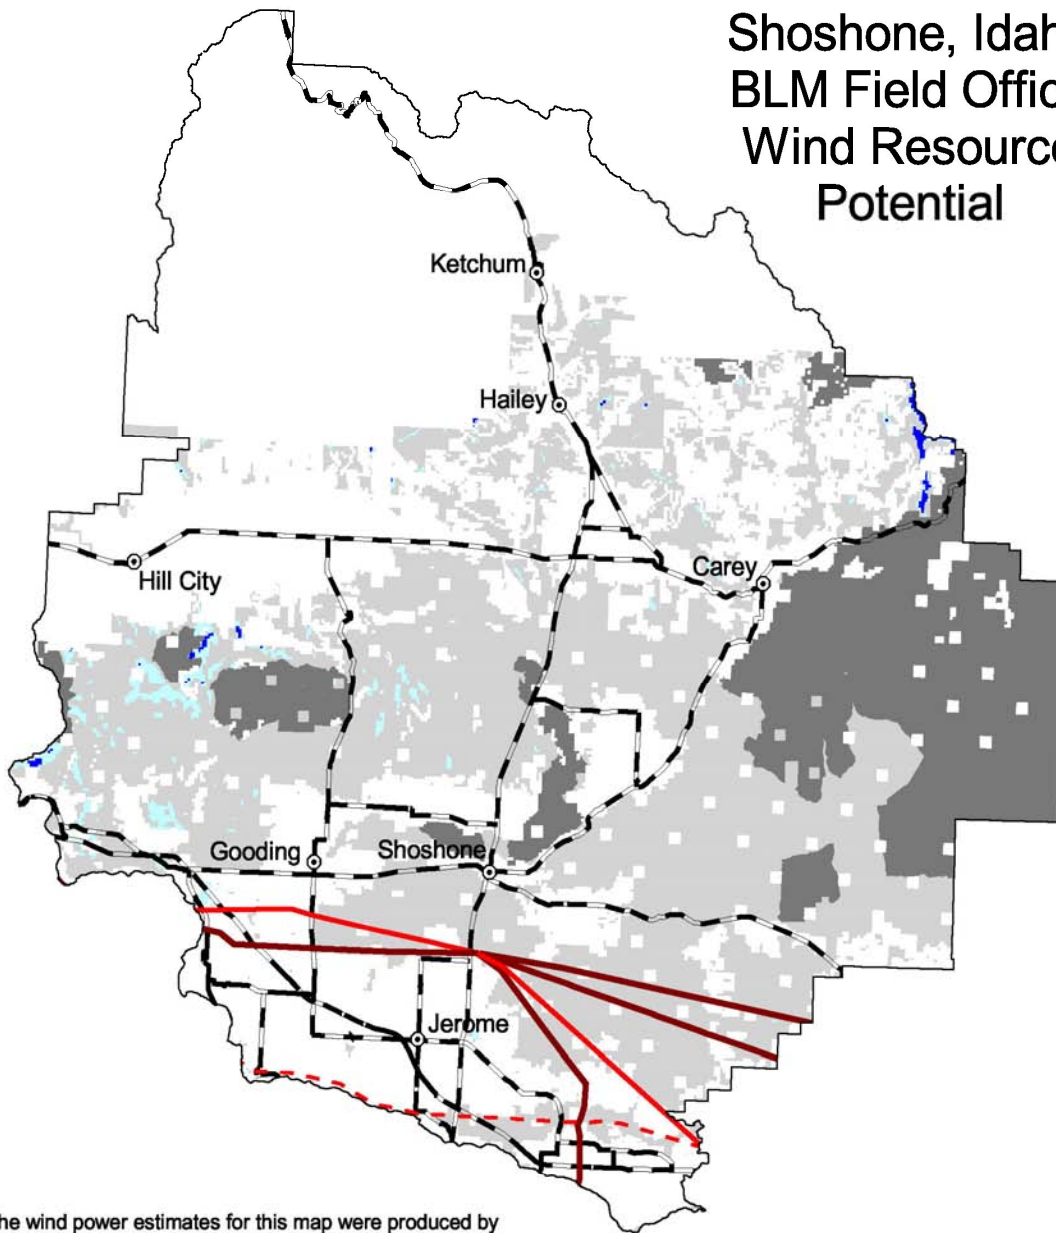 Shoshone, Idah
BLM Field Offic
Wind Resource
Potential
Ketchum
Hailey
Carey
Hill City
Gooding
Shoshone
Jerome
he wind power estimates for this map were produced by